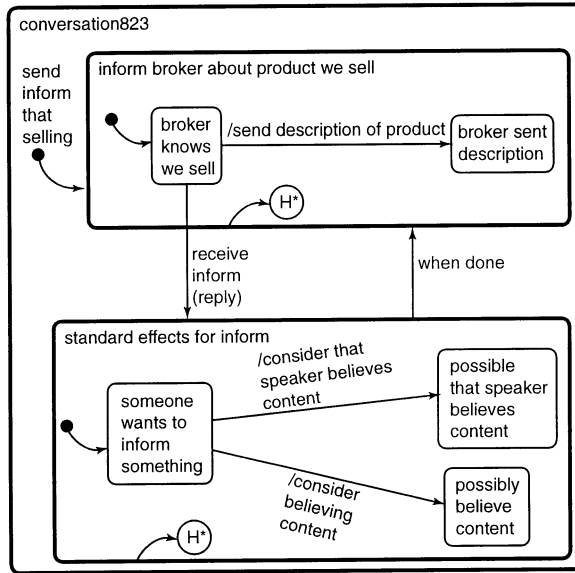 conversation823
send
inform
that
selling
inform broker about product we sell
broker
knows
we sell
/send description of product
broker sent
description
H*
receive
inform
(reply)
when done
standard effects for inform
someone
wants to
inform
something
/consider that
speaker believes
content
possible
that speaker
believes
content
/consider
believing
content
possibly
believe
content
H*